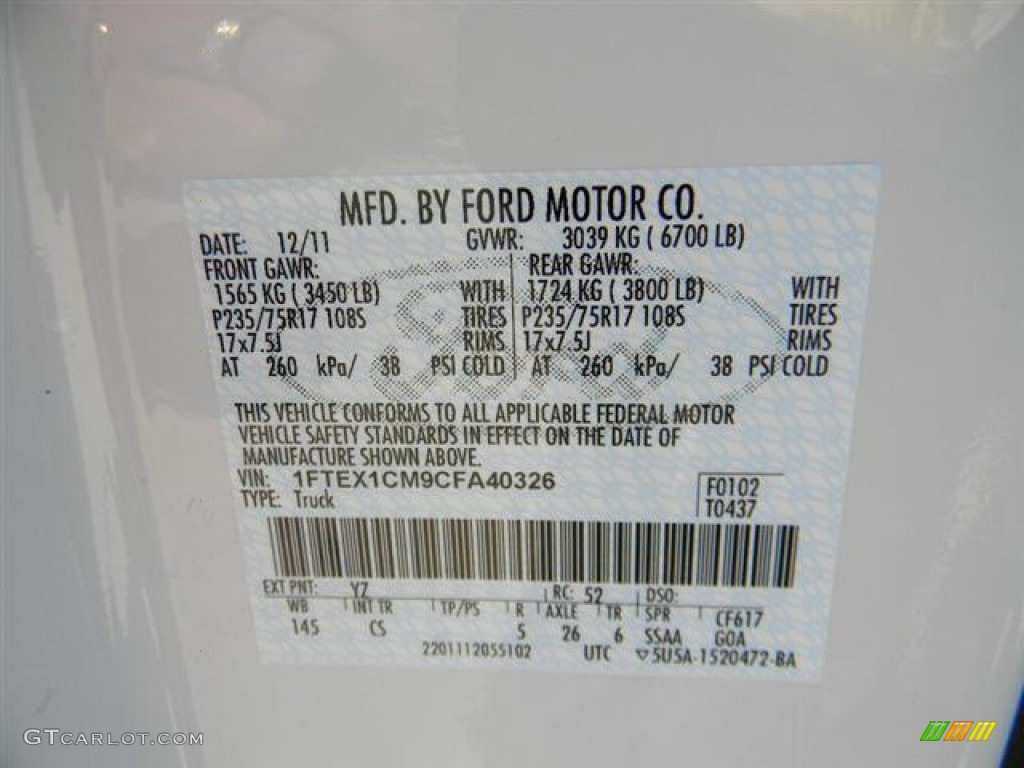 MFD. BY FORD MOTOR CO.
DATE: 12/11 GVWR: 3039 KG ( 6700 LB)
FRONT GAWR: REAR GAWR:
1565 KG ( 3450 LB) WITH 1724 KG ( 3800 LB) WITH
P235/75R17 108S TIRES P235/75R17 108S TIRES
17x7.5J RIMS 17x7.5J RIMS
AT 260 kPa/ 38 PSI COLD AT 260 kPa/ 38 PSI COLD
THIS VEHICLE CONFORMS TO ALL APPLICABLE FEDERAL MOTOR
VEHICLE SAFETY STANDARDS IN EFFECT ON THE DATE OF
MANUFACTURE SHOWN ABOVE.
VIN: 1FTEX1CM9CFA40326
TYPE: Truck
F0102
T0437
EXT PNT: YZ RC: 52 DSO:
WB INT TR TP/PS R AXLE TR SPR CF617
145 CS 5 26 6 SSAA GOA
2201112055102 UTC ▽5U5A-1520472-BA
GTCARLOT.COM